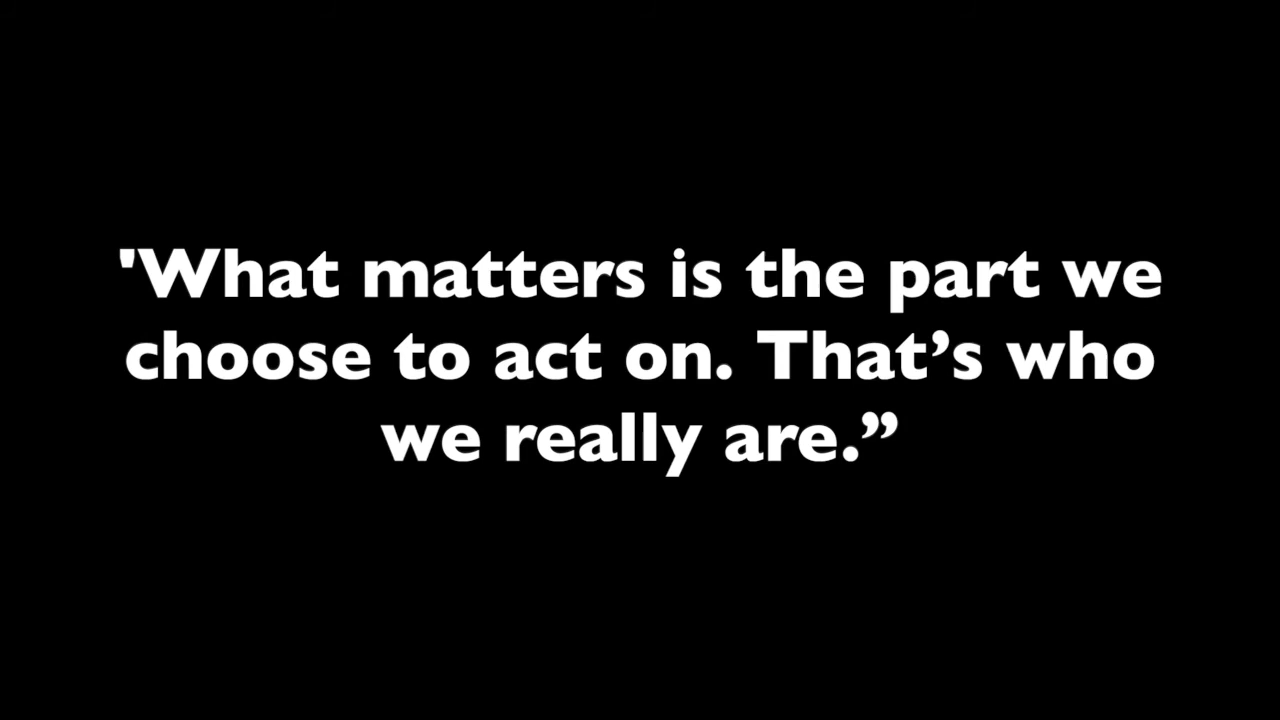 'What matters is the part we
choose to act on. That’s who
we really are.”